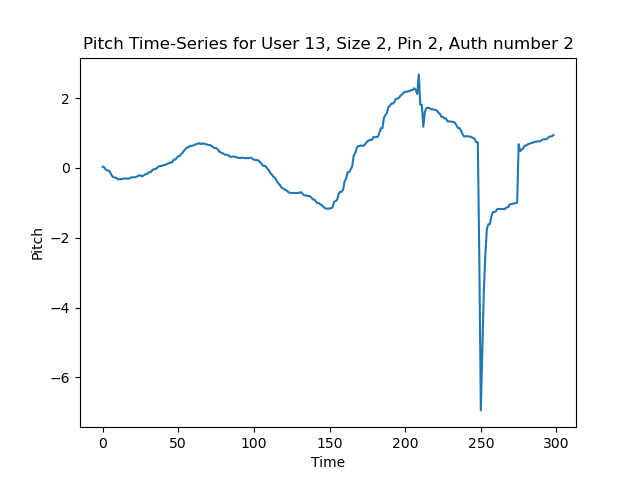 Pitch Time-Series for User 13, Size 2, Pin 2, Auth number 2
Pitch
2
0
−2
−4
−6
0 50 100 150 200 250 300
Time